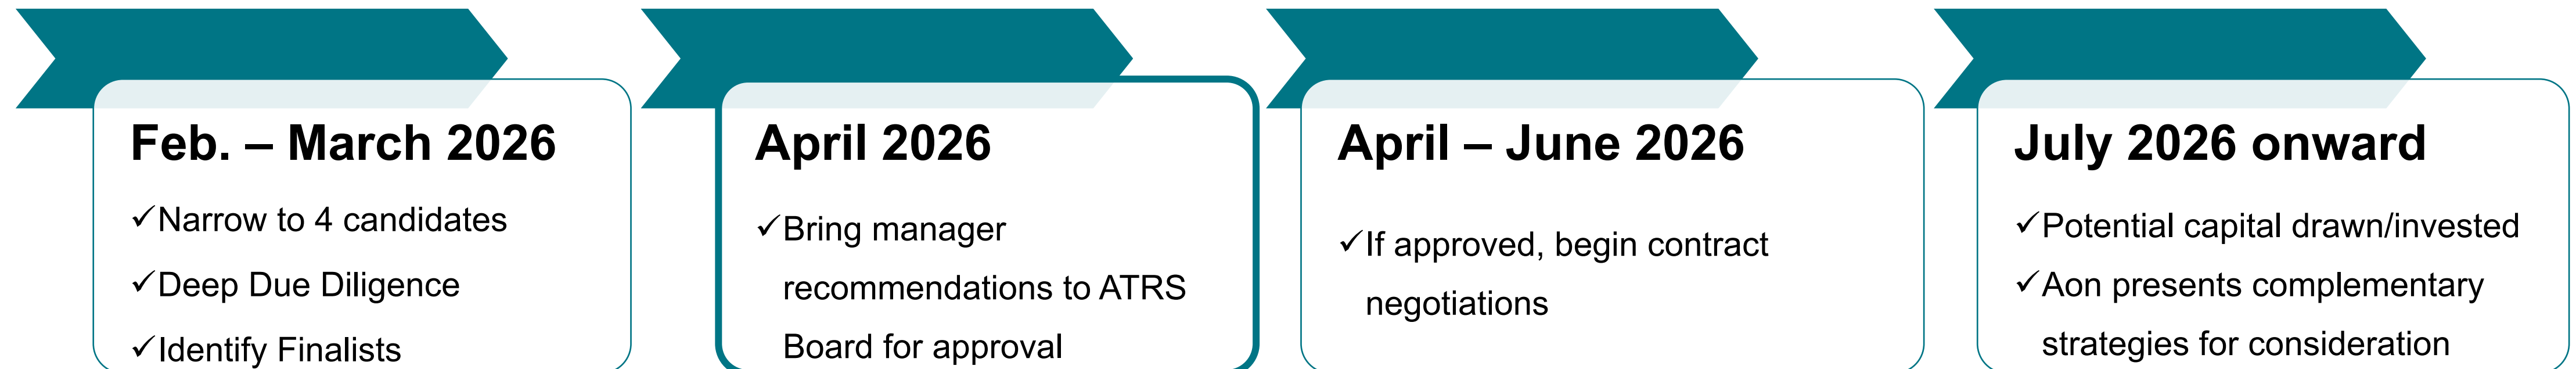 Feb. – March 2026
✓Narrow to 4 candidates
✓Deep Due Diligence
✓Identify Finalists
April 2026
✓Bring manager
recommendations to ATRS
Board for approval
April – June 2026
✓If approved, begin contract
negotiations
July 2026 onward
✓Potential capital drawn/invested
✓Aon presents complementary
strategies for consideration